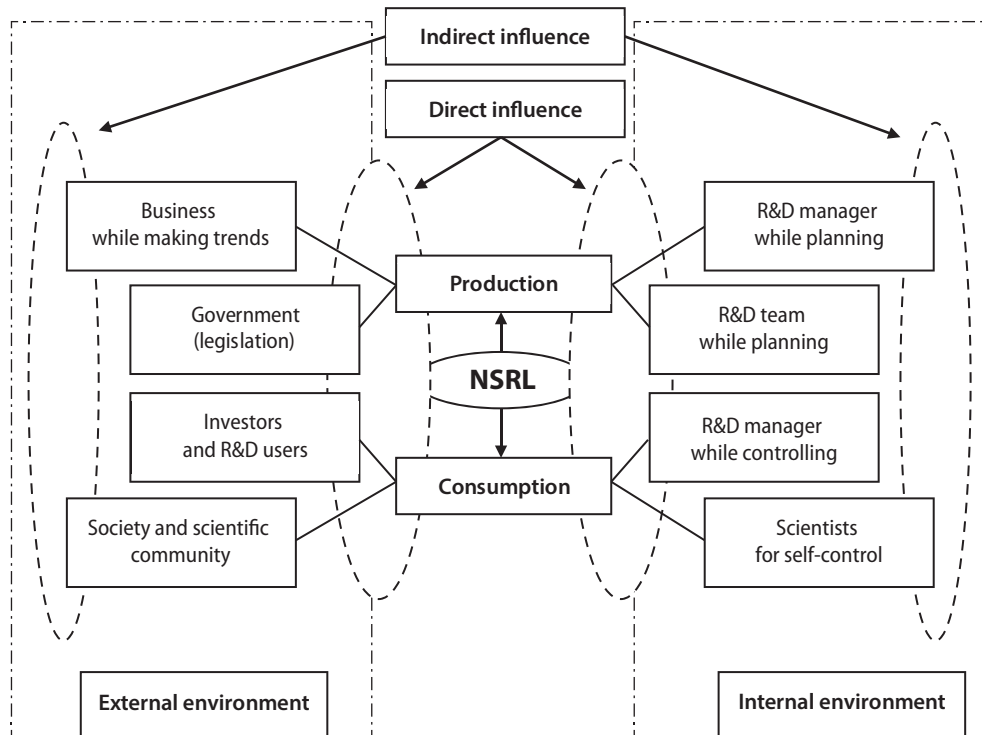 Indirect influence
Direct influence
Business
while making trends
R&D manager
while planning
Production
Government
(legislation)
R&D team
while planning
NSRL
Investors
and R&D users
R&D manager
while controlling
Consumption
Society and scientific
community
Scientists
for self-control
External environment
Internal environment